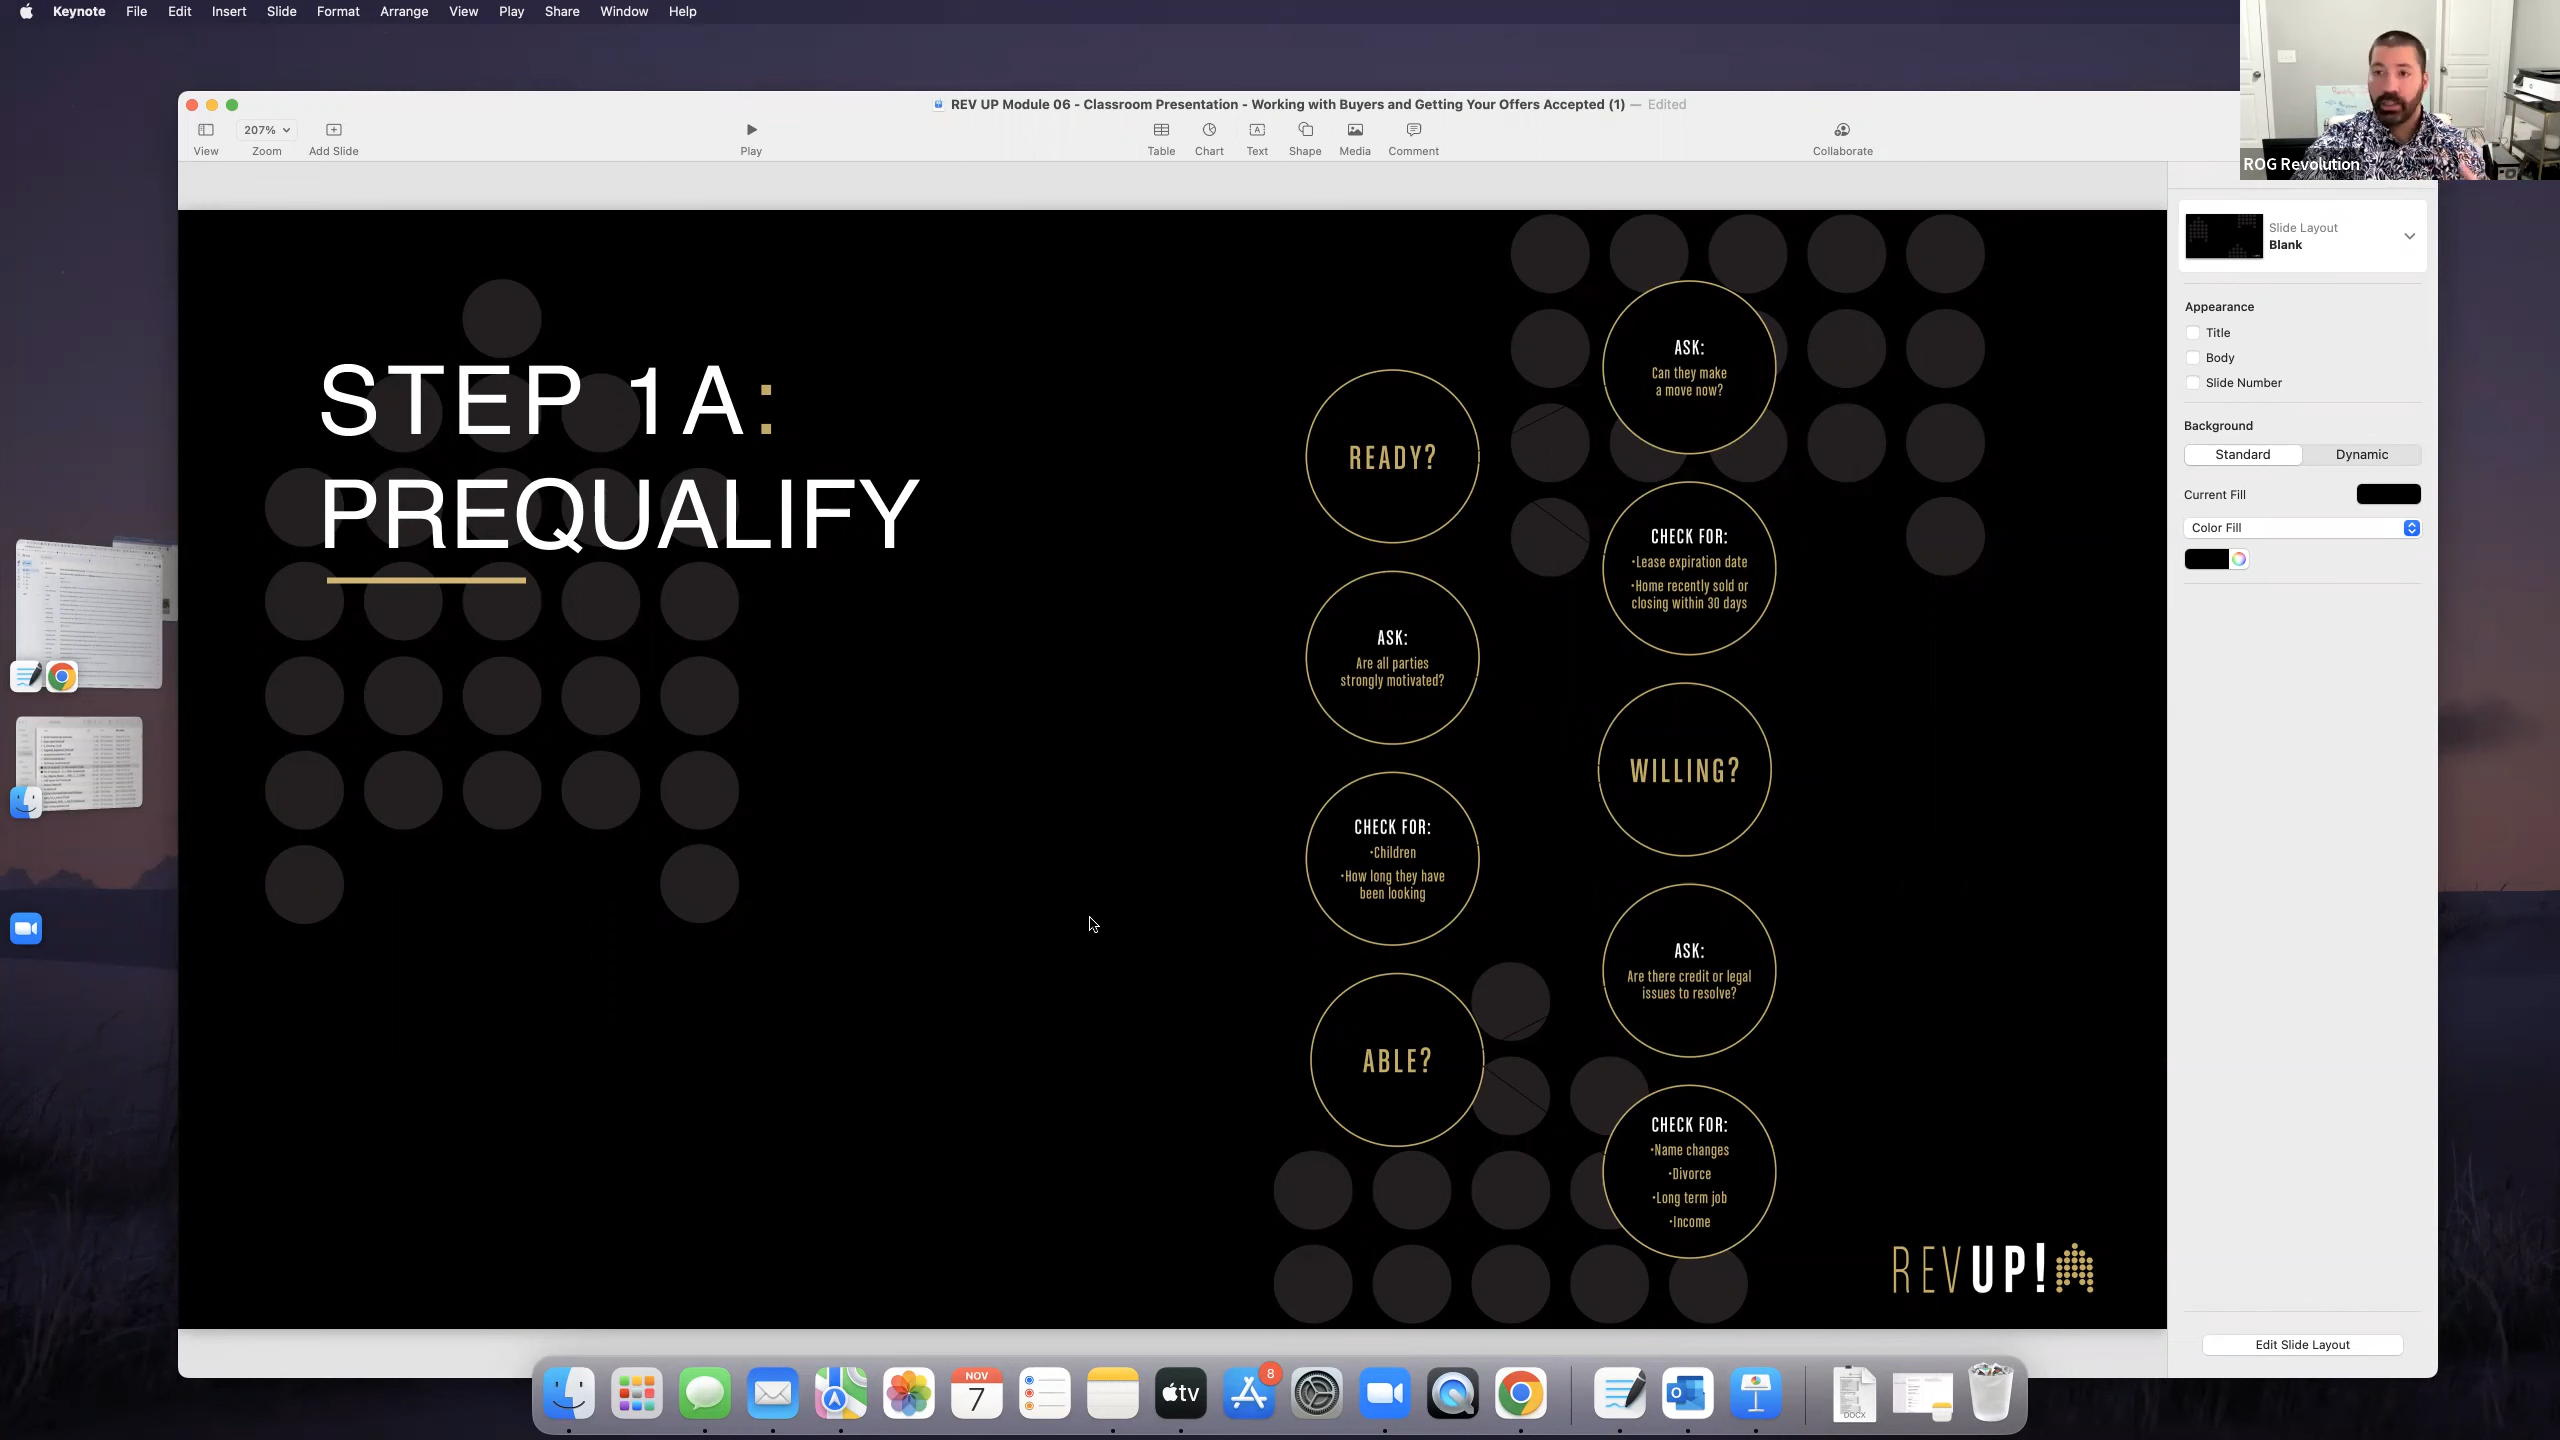 Keynote File Edit Insert Slide Format Arrange View Play Share Window Help
REV UP Module 06 - Classroom Presentation - Working with Buyers and Getting Your Offers Accepted (1) — Edited
207%
View Zoom Add Slide
Play
Table Chart Text Shape Media Comment
Collaborate
ROG Revolution
STEP 1A:
PREQUALIFY
READY?
ASK:
Are all parties
strongly motivated?
CHECK FOR:
•Children
•How long they have
been looking
ABLE?
ASK:
Can they make
a move now?
CHECK FOR:
•Lease expiration date
•Home recently sold or
closing within 30 days
WILLING?
ASK:
Are there credit or legal
issues to resolve?
CHECK FOR:
•Name changes
•Divorce
•Long term job
•Income
REVUP!
Slide Layout
Blank
Appearance
Title
Body
Slide Number
Background
Standard Dynamic
Current Fill
Color Fill
Edit Slide Layout
NOV
7
tv
8
DOCX